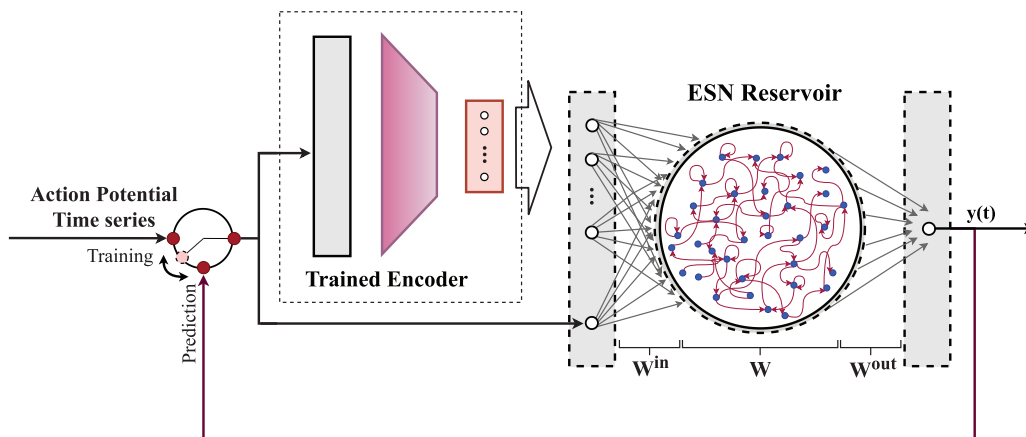 ESN Reservoir
Action Potential
Time series
Training
Prediction
Trained Encoder
y(t)
W^in
W
W^out